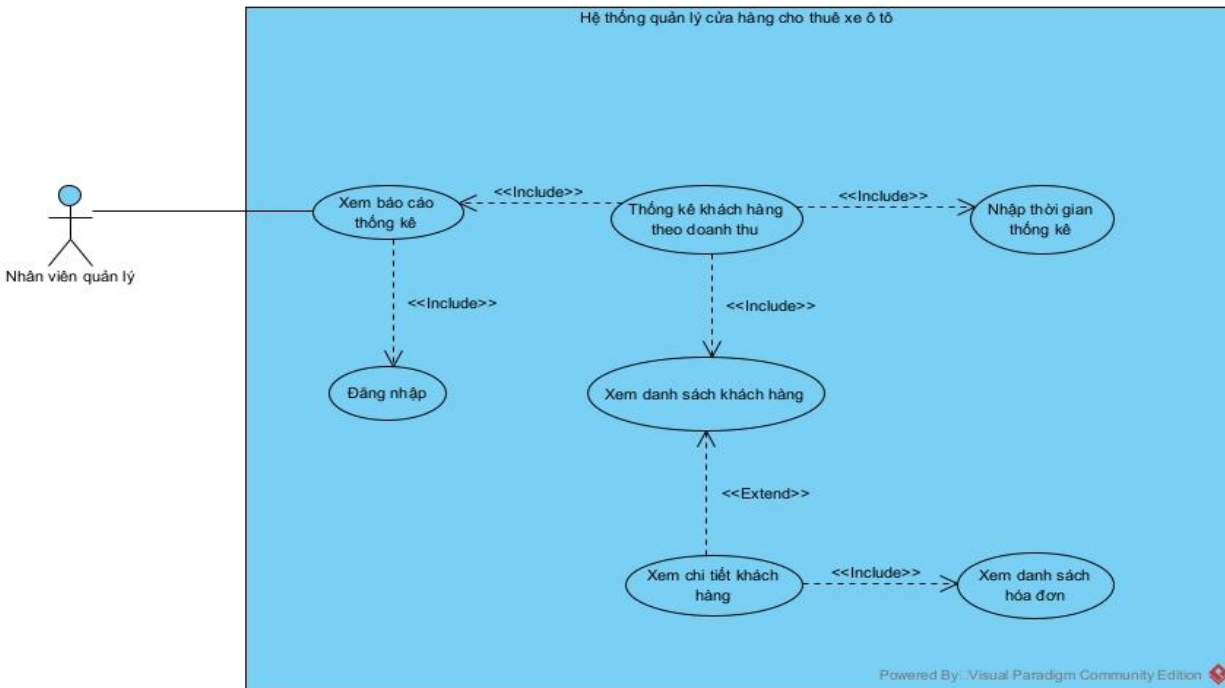 Hệ thống quản lý cửa hàng cho thuê xe ô tô
<<Include>>
<<Include>>
Xem báo cáo
thống kê
Thống kê khách hàng
theo doanh thu
Nhập thời gian
thống kê
Nhân viên quản lý
<<Include>>
<<Include>>
Đăng nhập
Xem danh sách khách hàng
<<Extend>>
Xem chi tiết khách
hàng
<<Include>>
Xem danh sách
hóa đơn
Powered By: Visual Paradigm Community Edition